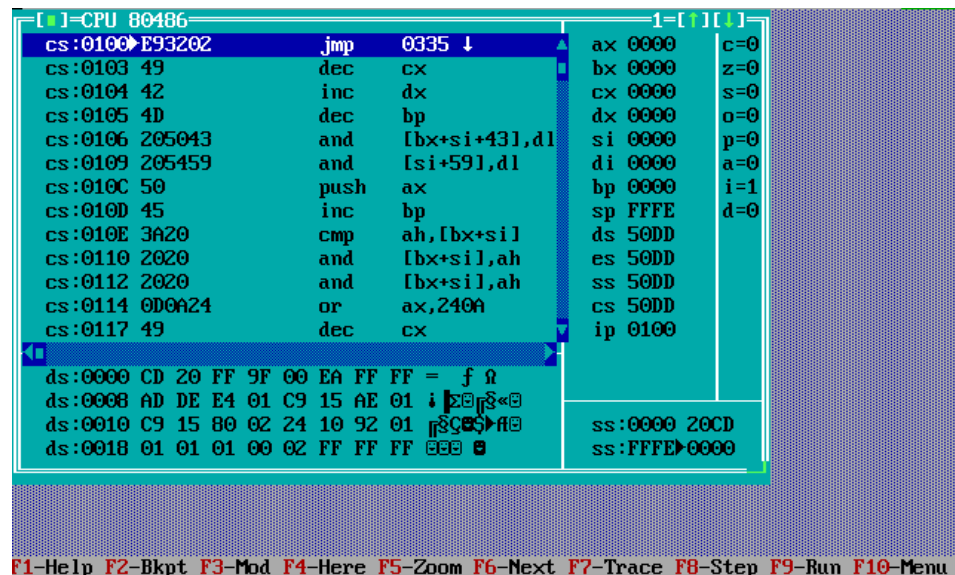 [■]=CPU 80486 1=[↑][↓]
cs:0100►E93202 jmp 0335 ↓ ax 0000 c=0
cs:0103 49 dec cx bx 0000 z=0
cs:0104 42 inc dx cx 0000 s=0
cs:0105 4D dec bp dx 0000 o=0
cs:0106 205043 and [bx+si+43],dl si 0000 p=0
cs:0109 205459 and [si+59],dl di 0000 a=0
cs:010C 50 push ax bp 0000 i=1
cs:010D 45 inc bp sp FFFE d=0
cs:010E 3A20 cmp ah,[bx+si] ds 50DD
cs:0110 2020 and [bx+si],ah es 50DD
cs:0112 2020 and [bx+si],ah ss 50DD
cs:0114 0D0A24 or ax,240A cs 50DD
cs:0117 49 dec cx ip 0100
ds:0000 CD 20 FF 9F 00 EA FF FF = ƒ Ω
ds:0008 AD DE E4 01 C9 15 AE 01 ¡▐Σ☺╔§«☺
ds:0010 C9 15 80 02 24 10 92 01 ╔§Ç☻$►Æ☺ ss:0000 20CD
ds:0018 01 01 01 00 02 FF FF FF ☺☺☺ ☻ ss:FFFE►0000
F1-Help F2-Bkpt F3-Mod F4-Here F5-Zoom F6-Next F7-Trace F8-Step F9-Run F10-Menu